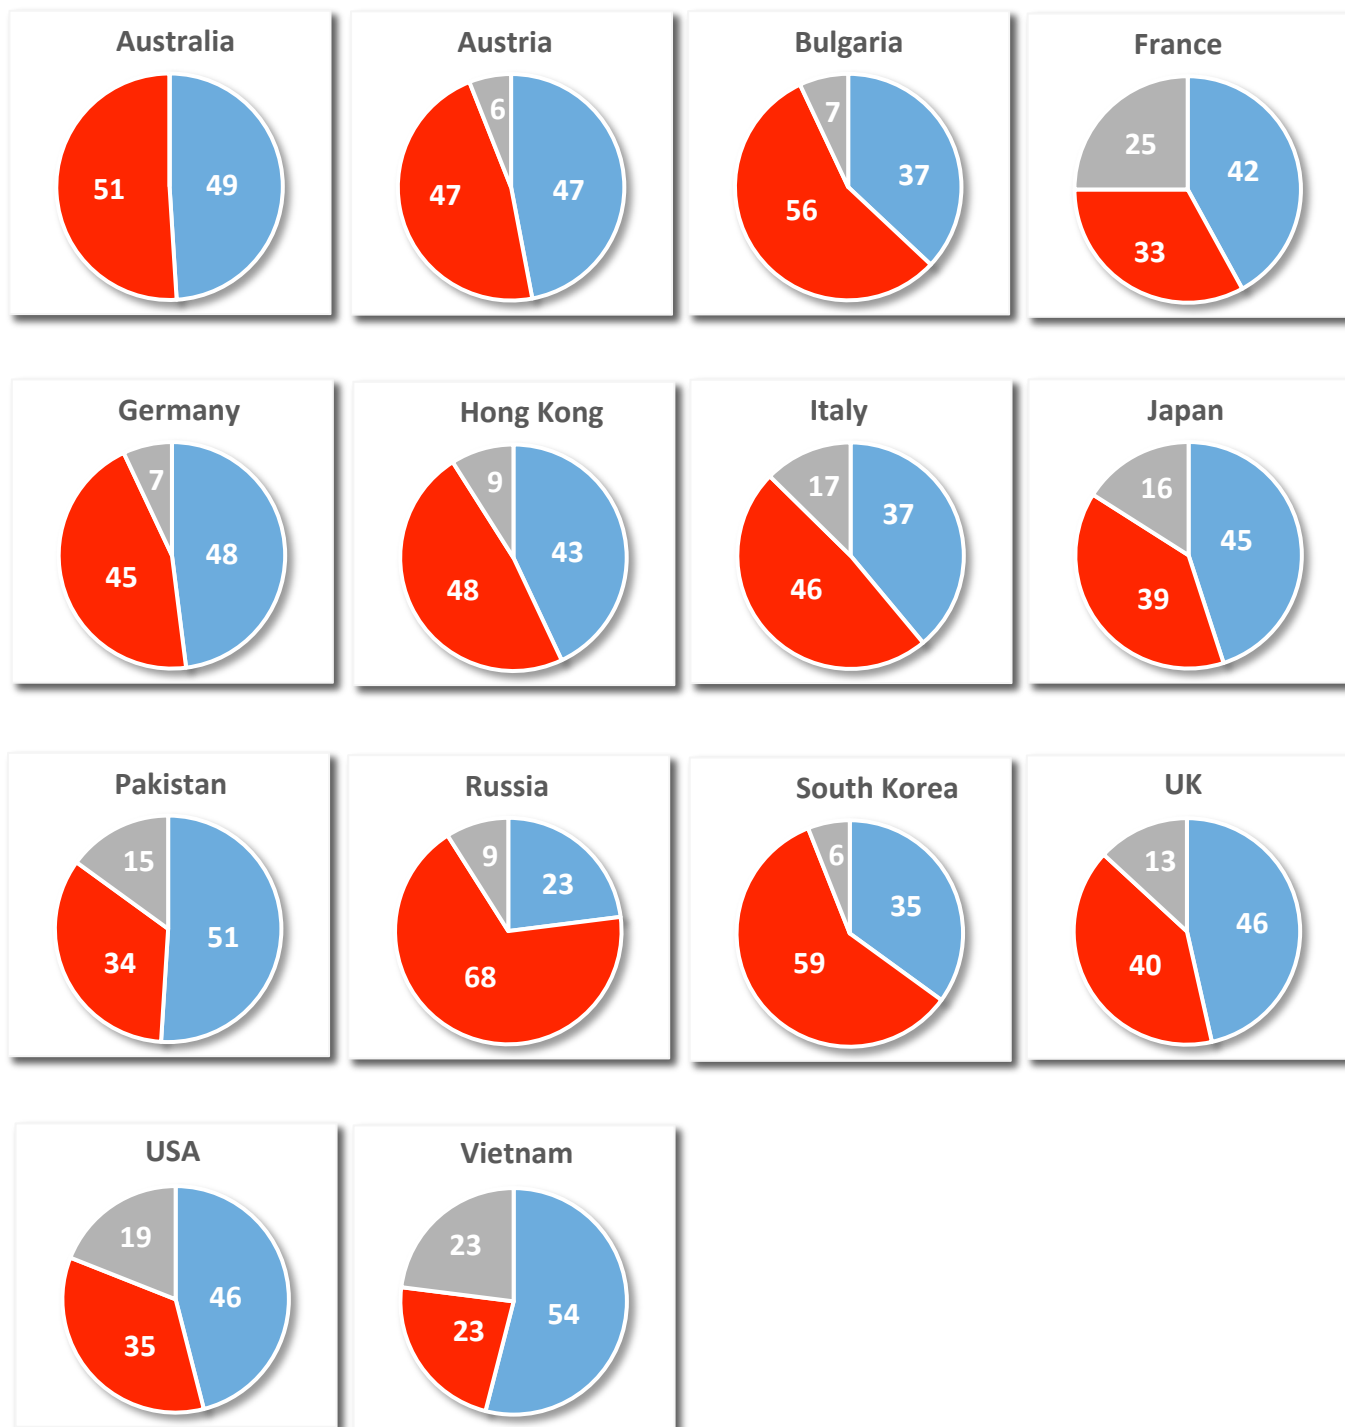 Australia
51 49
Austria
6
47 47
Bulgaria
7
37
56
France
25 42
33
Germany
7
48
45
Hong Kong
9
43
48
Italy
17 37
46
Japan
16
45
39
Pakistan
15
51
34
Russia
9
23
68
South Korea
6
35
59
UK
13
46
40
USA
19
46
35
Vietnam
23
54
23